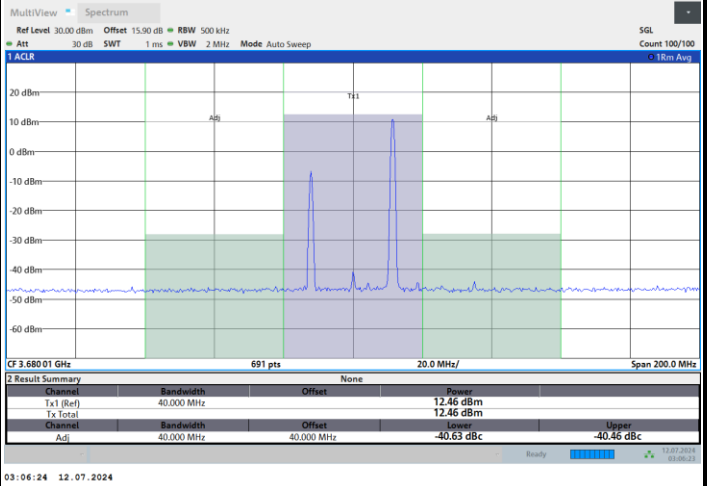 MultiView Spectrum
Ref Level 30.00 dBm Offset 15.90 dB RBW 500 kHz SGL
Att 30 dB SWT 1 ms VBW 2 MHz Mode Auto Sweep Count 100/100
1 ACLR 1Rm Avg
20 dBm
Tx1
10 dBm
Adj Adj
0 dBm
-10 dBm
-20 dBm
-30 dBm
-40 dBm
-50 dBm
-60 dBm
CF 3.680 01 GHz 691 pts 20.0 MHz/ Span 200.0 MHz
2 Result Summary None
Channel Bandwidth Offset Power
Tx1 (Ref) 40.000 MHz 12.46 dBm
Tx Total 12.46 dBm
Channel Bandwidth Offset Lower Upper
Adj 40.000 MHz 40.000 MHz -40.63 dBc -40.46 dBc
Ready 12.07.2024
03:06:23
03:06:24 12.07.2024